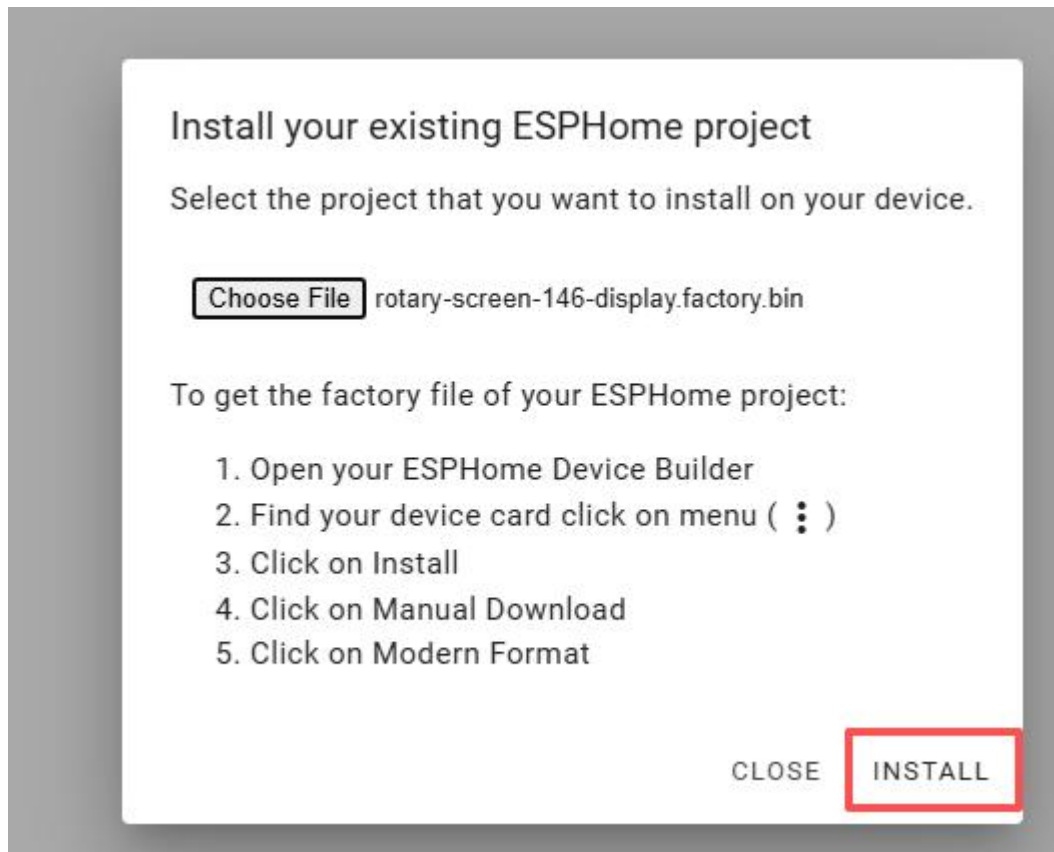 Install your existing ESPHome project
Select the project that you want to install on your device.
Choose File rotary-screen-146-display.factory.bin
To get the factory file of your ESPHome project:
1. Open your ESPHome Device Builder
2. Find your device card click on menu ( ⋮ )
3. Click on Install
4. Click on Manual Download
5. Click on Modern Format
CLOSE INSTALL